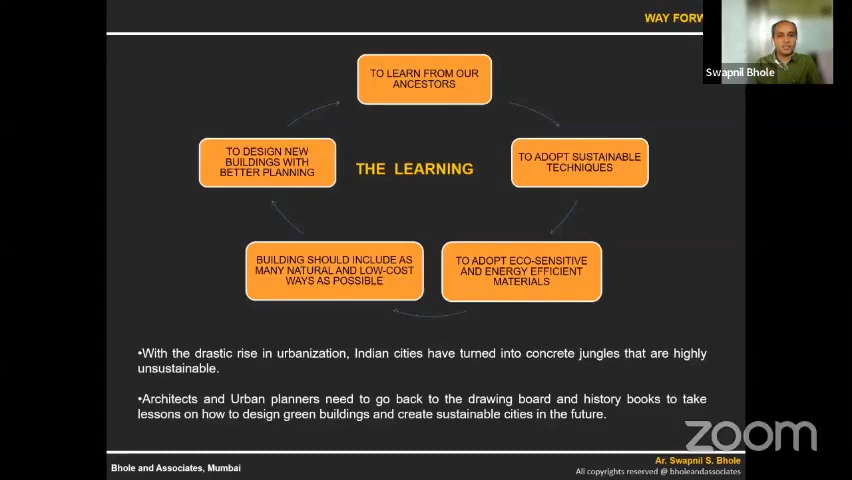 WAY FORW
Swapnil Bhole
TO LEARN FROM OUR
ANCESTORS
TO DESIGN NEW
BUILDINGS WITH
BETTER PLANNING
THE LEARNING
TO ADOPT SUSTAINABLE
TECHNIQUES
BUILDING SHOULD INCLUDE AS
MANY NATURAL AND LOW-COST
WAYS AS POSSIBLE
TO ADOPT ECO-SENSITIVE
AND ENERGY EFFICIENT
MATERIALS
•With the drastic rise in urbanization, Indian cities have turned into concrete jungles that are highly
unsustainable.
•Architects and Urban planners need to go back to the drawing board and history books to take
lessons on how to design green buildings and create sustainable cities in the future.
zoom
Bhole and Associates, Mumbai
Ar. Swapnil S. Bhole
All copyrights reserved @ bholeandassociates